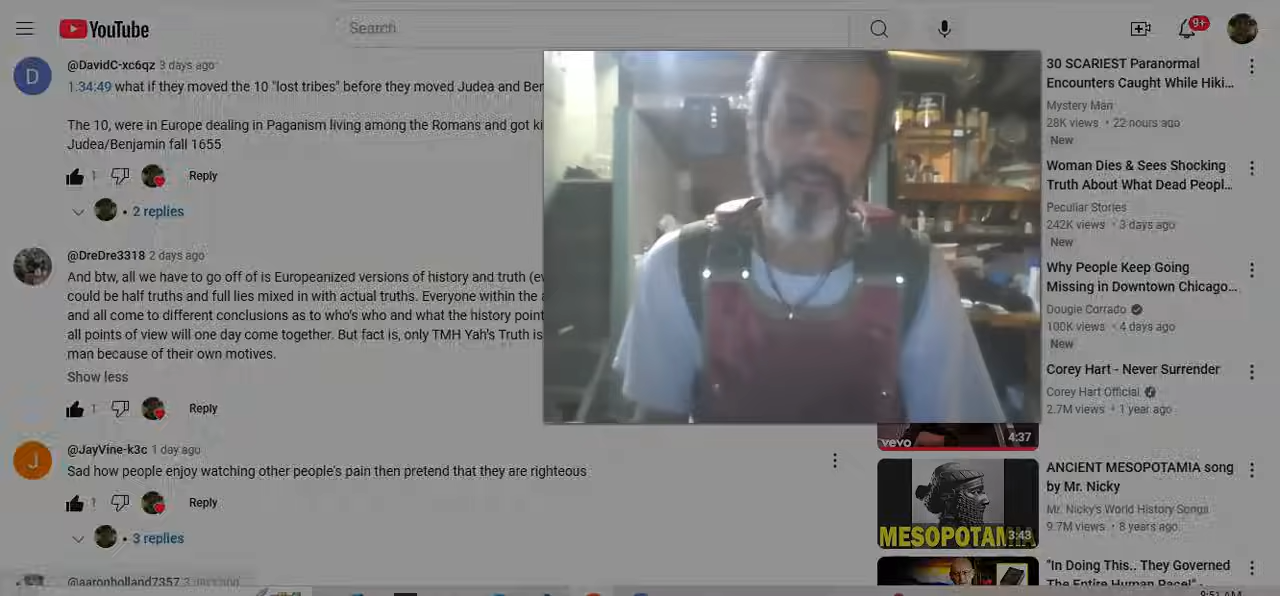 YouTube
Search
9+
D
@DavidC-xc6qz 3 days ago
1:34:49 what if they moved the 10 "lost tribes" before they moved Judea and Ben
The 10, were in Europe dealing in Paganism living among the Romans and got ki
Judea/Benjamin fall 1655
1
Reply
• 2 replies
@DreDre3318 2 days ago
And btw, all we have to go off of is Europeanized versions of history and truth (ev
could be half truths and full lies mixed in with actual truths. Everyone within the a
and all come to different conclusions as to who's who and what the history point
all points of view will one day come together. But fact is, only TMH Yah's Truth is
man because of their own motives.
Show less
1
Reply
J
@JayVine-k3c 1 day ago
Sad how people enjoy watching other people's pain then pretend that they are righteous
1
Reply
• 3 replies
@aaronholland7357 3 days ago
30 SCARIEST Paranormal
Encounters Caught While Hiki...
Mystery Man
28K views • 22 hours ago
New
Woman Dies & Sees Shocking
Truth About What Dead Peopl...
Peculiar Stories
242K views • 3 days ago
New
Why People Keep Going
Missing in Downtown Chicago...
Dougie Corrado
100K views • 4 days ago
New
Corey Hart - Never Surrender
Corey Hart Official
2.7M views • 1 year ago
vevo
4:37
ANCIENT MESOPOTAMIA song
by Mr. Nicky
Mr. Nicky's World History Songs
9.7M views • 8 years ago
MESOPOTAMIA
3:43
"In Doing This.. They Governed
The Entire Human Race!" -
9:51 AM